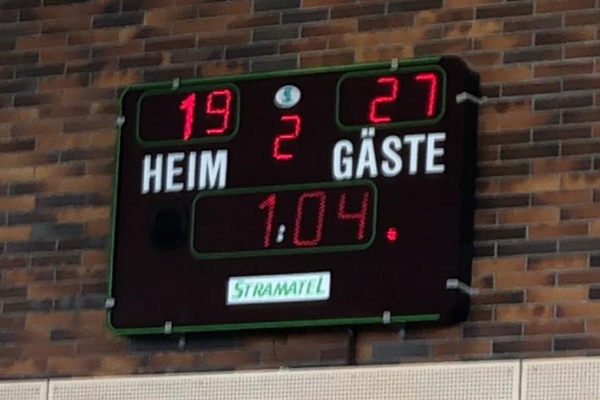 19 2 27
HEIM GÄSTE
1:04
STRAMATEL